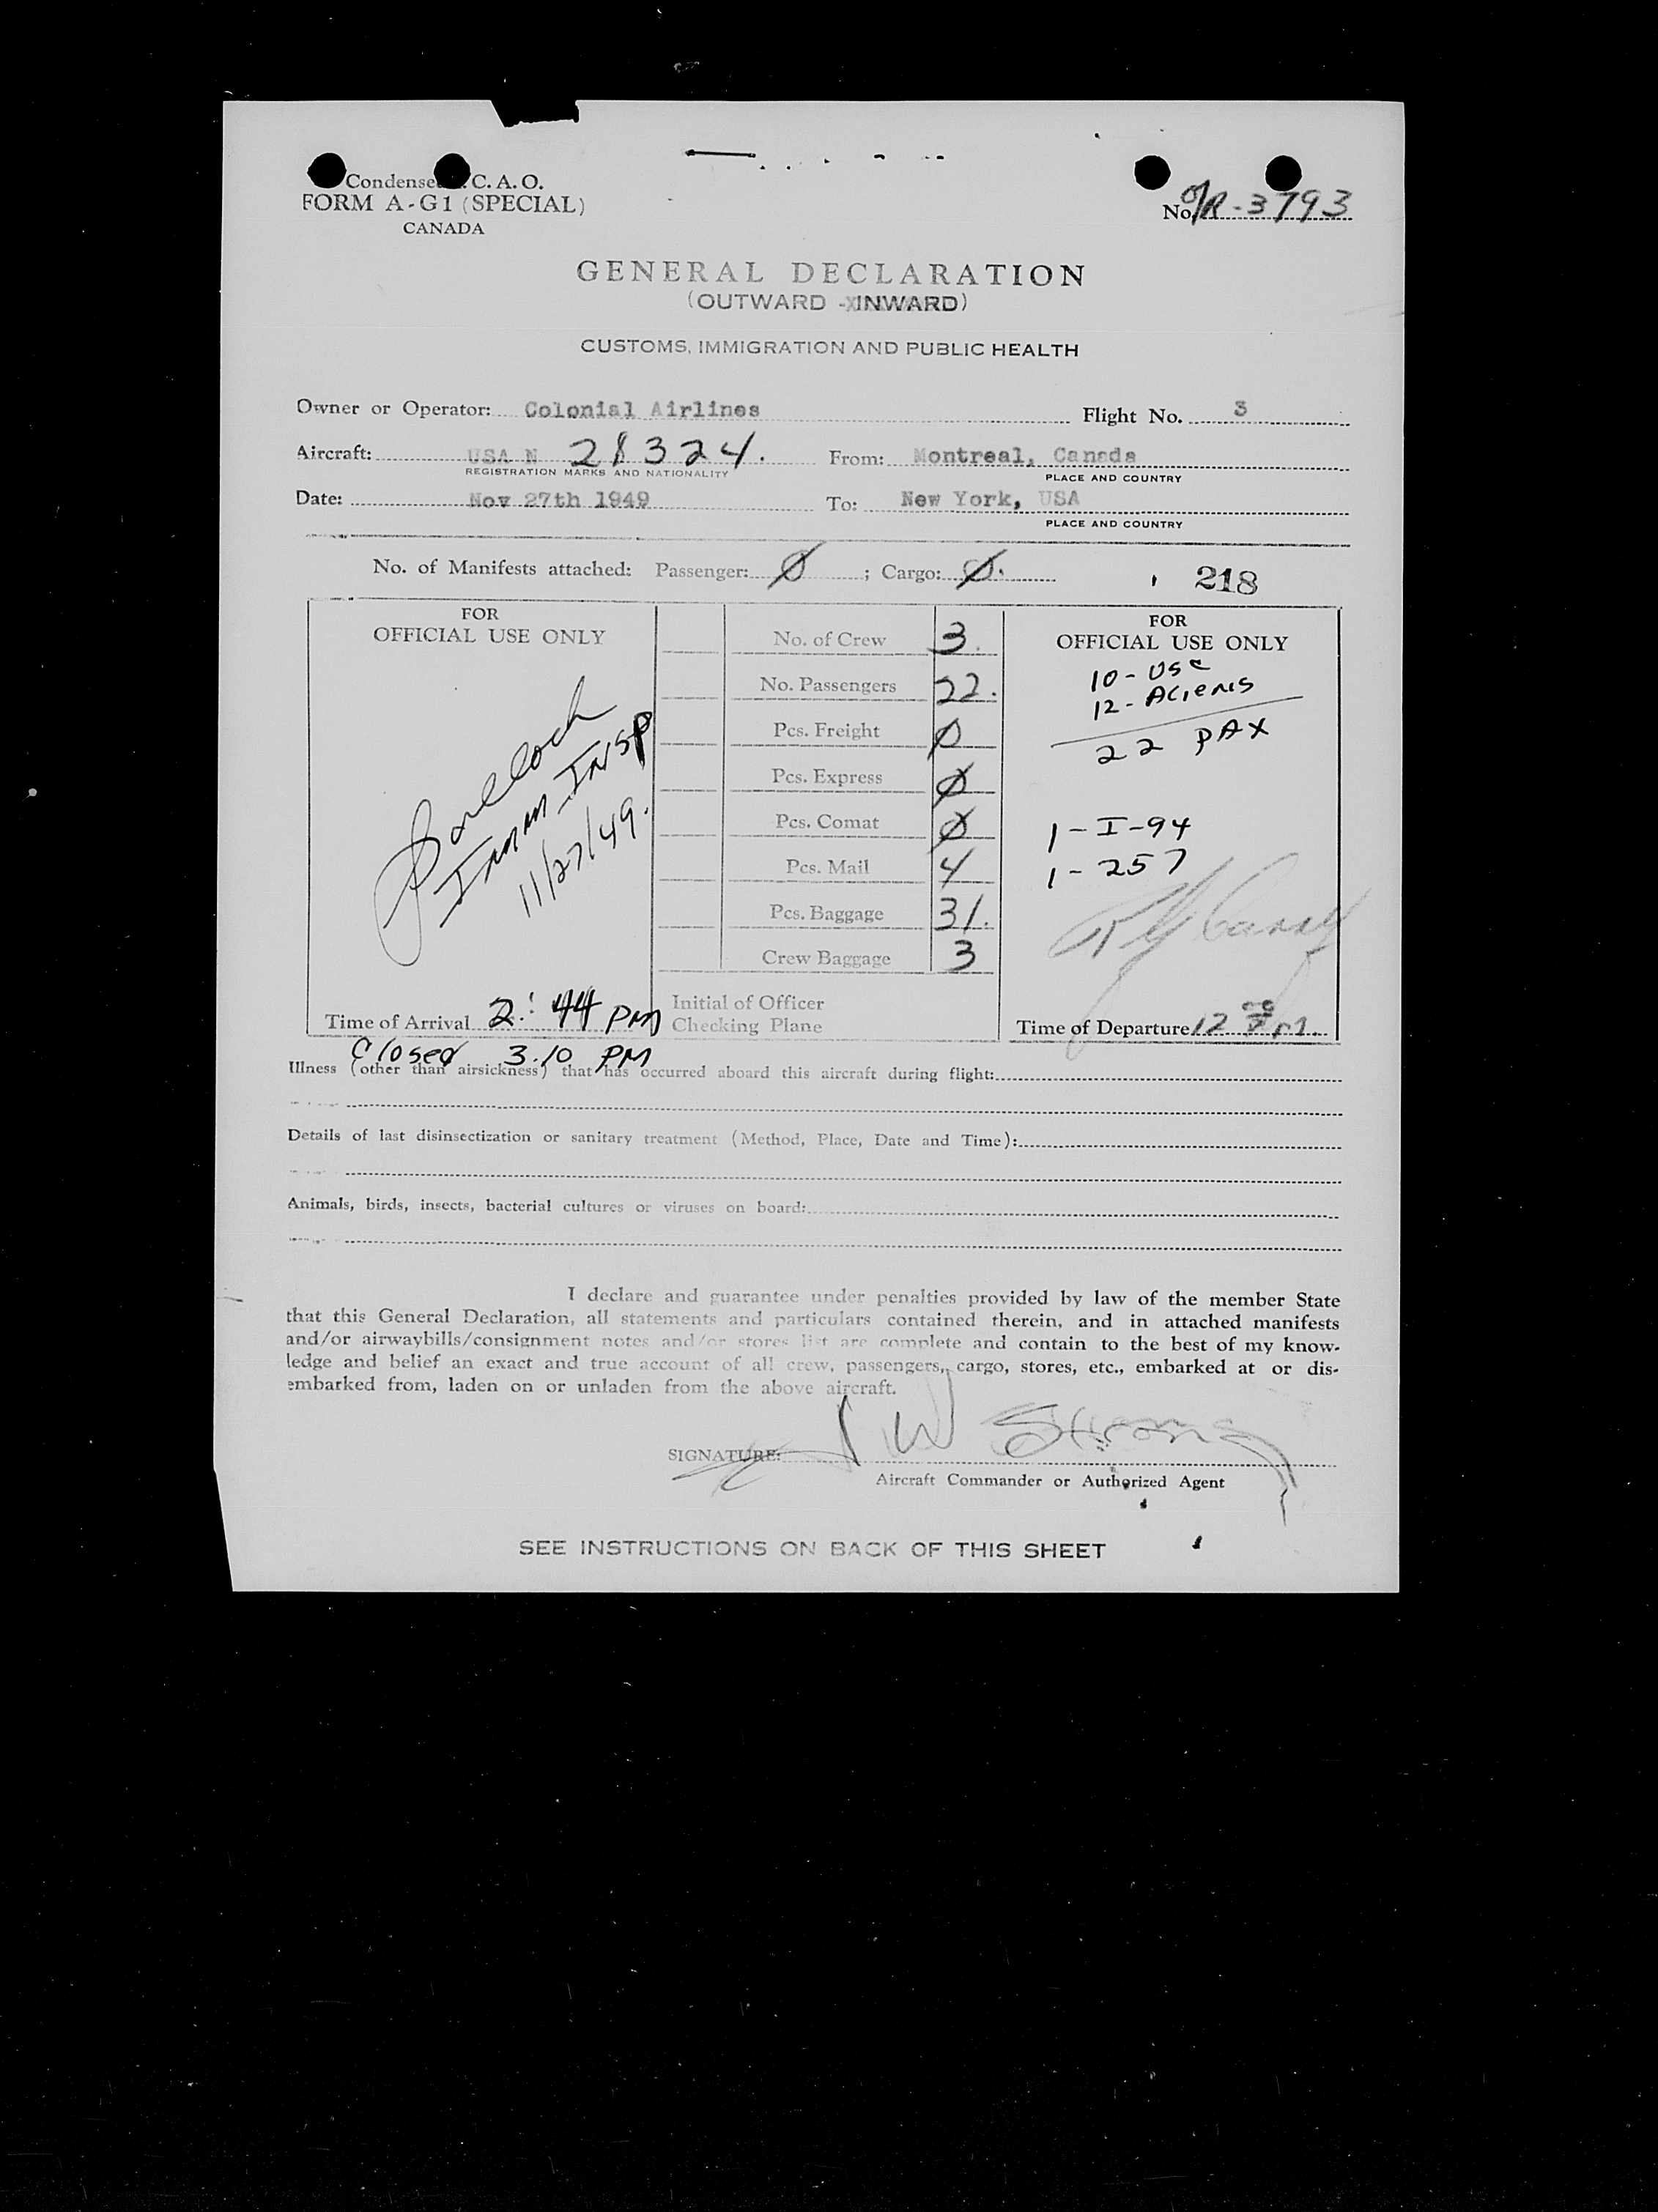 Condensed C. A. O.
FORM A-G1 (SPECIAL)
CANADA
No. O/R-3793
GENERAL DECLARATION
(OUTWARD - INWARD)
CUSTOMS, IMMIGRATION AND PUBLIC HEALTH
Owner or Operator: Colonial Airlines Flight No. 3
Aircraft: USA N 28324. From: Montreal, Canada
REGISTRATION MARKS AND NATIONALITY PLACE AND COUNTRY
Date: Nov 27th 1949 To: New York, USA
PLACE AND COUNTRY
No. of Manifests attached: Passenger: Ø ; Cargo: Ø. 218
FOR
OFFICIAL USE ONLY
Immm Insp
11/27/49.
Time of Arrival 2:44 PM
Closed 3.10 PM
No. of Crew 3
No. Passengers 22.
Pcs. Freight Ø
Pcs. Express Ø
Pcs. Comat Ø
Pcs. Mail 4
Pcs. Baggage 31.
Crew Baggage 3
Initial of Officer
Checking Plane
FOR
OFFICIAL USE ONLY
10 - USC
12 - Aliens
22 PAX
1 - I-94
1 - 257
Time of Departure 12
Illness (other than airsickness) that has occurred aboard this aircraft during flight:
Details of last disinsectization or sanitary treatment (Method, Place, Date and Time):
Animals, birds, insects, bacterial cultures or viruses on board:
I declare and guarantee under penalties provided by law of the member State
that this General Declaration, all statements and particulars contained therein, and in attached manifests
and/or airwaybills/consignment notes and/or stores list are complete and contain to the best of my know-
ledge and belief an exact and true account of all crew, passengers, cargo, stores, etc., embarked at or dis-
embarked from, laden on or unladen from the above aircraft.
SIGNATURE: J W Strong
Aircraft Commander or Authorized Agent
SEE INSTRUCTIONS ON BACK OF THIS SHEET